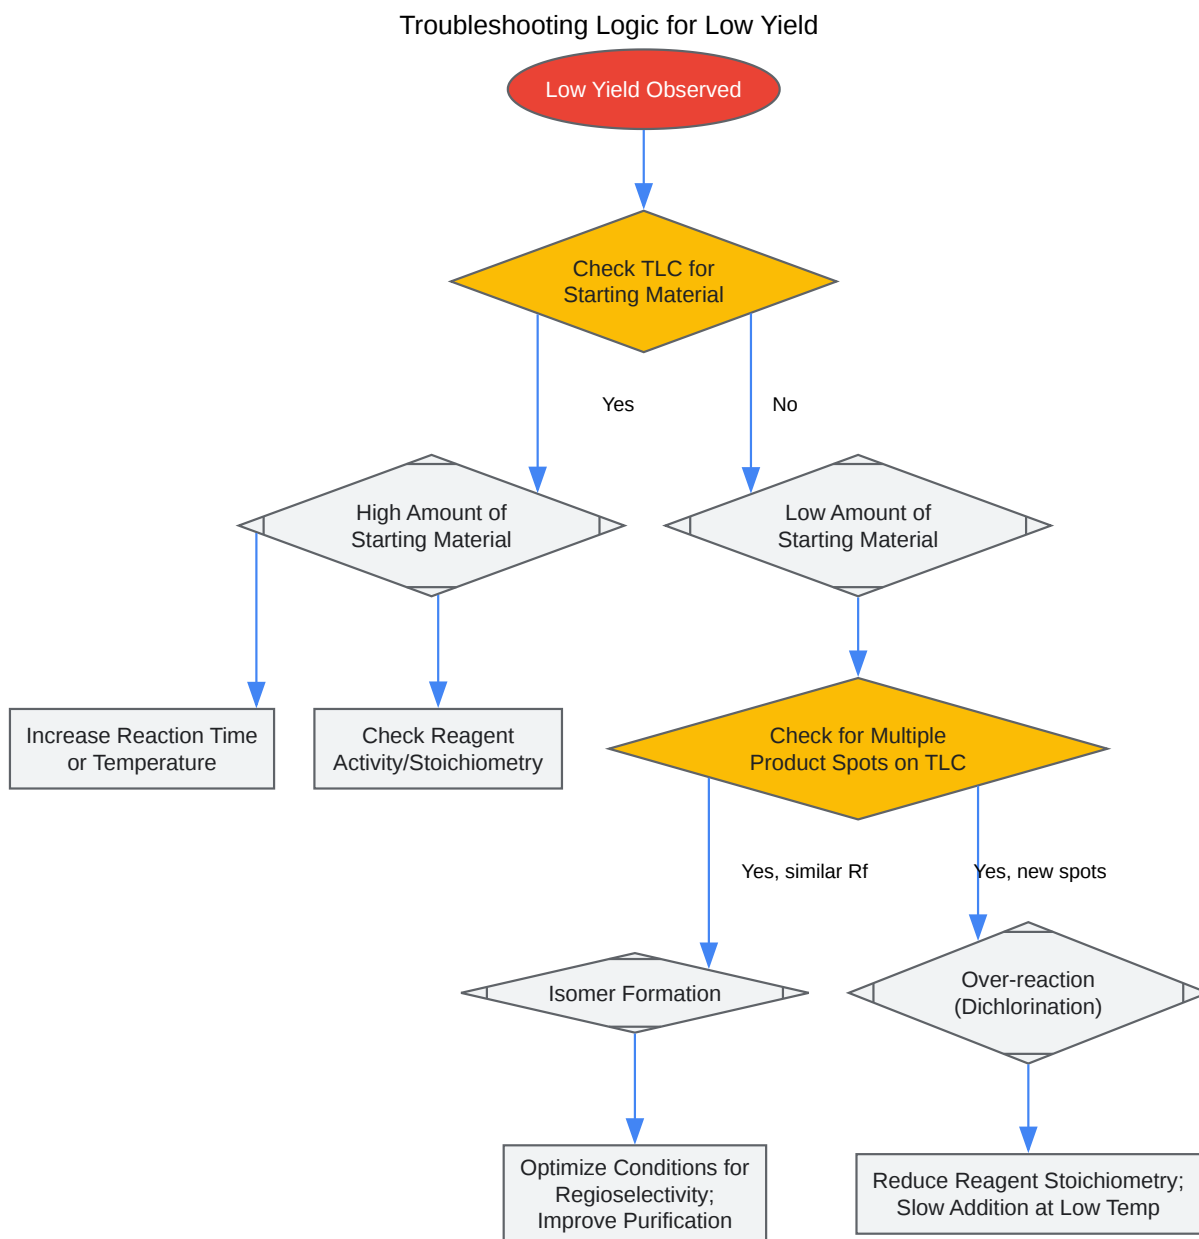 Troubleshooting Logic for Low Yield
Low Yield Observed
Check TLC for
Starting Material
Yes
No
High Amount of
Starting Material
Low Amount of
Starting Material
Increase Reaction Time
or Temperature
Check Reagent
Activity/Stoichiometry
Check for Multiple
Product Spots on TLC
Yes, similar Rf
Yes, new spots
Isomer Formation
Over-reaction
(Dichlorination)
Optimize Conditions for
Regioselectivity;
Improve Purification
Reduce Reagent Stoichiometry;
Slow Addition at Low Temp